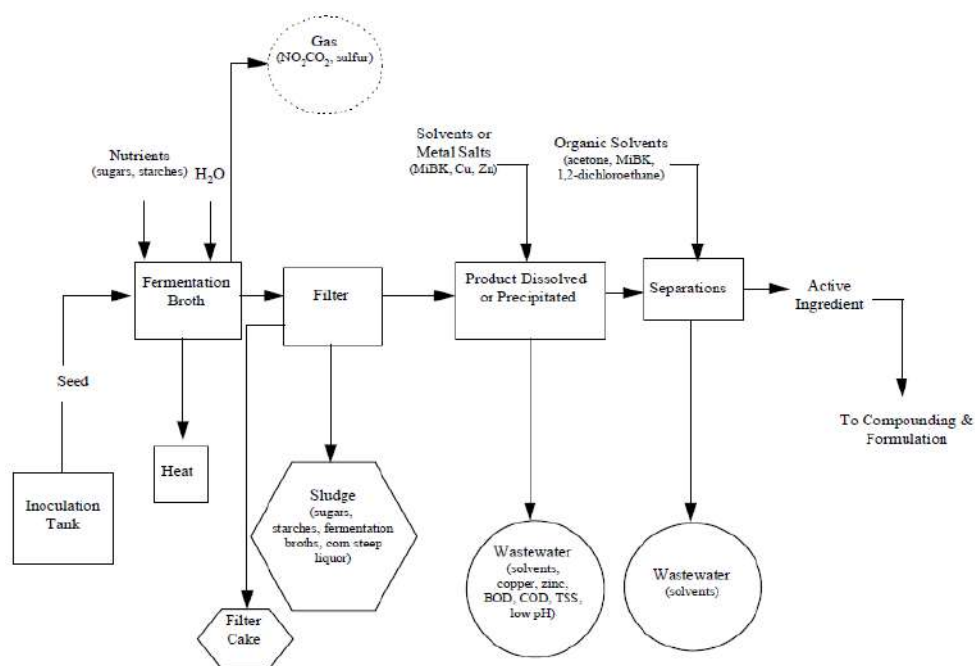 Gas
(NO₂CO₂, sulfur)
Nutrients
(sugars, starches)
H₂O
Solvents or
Metal Salts
(MiBK, Cu, Zn)
Organic Solvents
(acetone, MiBK,
1,2-dichloroethane)
Fermentation
Broth
Filter
Product Dissolved
or Precipitated
Separations
Active
Ingredient
Seed
To Compounding &
Formulation
Heat
Inoculation
Tank
Sludge
(sugars,
starches, fermentation
broths, corn steep
liquor)
Wastewater
(solvents,
copper, zinc,
BOD, COD, TSS,
low pH)
Wastewater
(solvents)
Filter
Cake